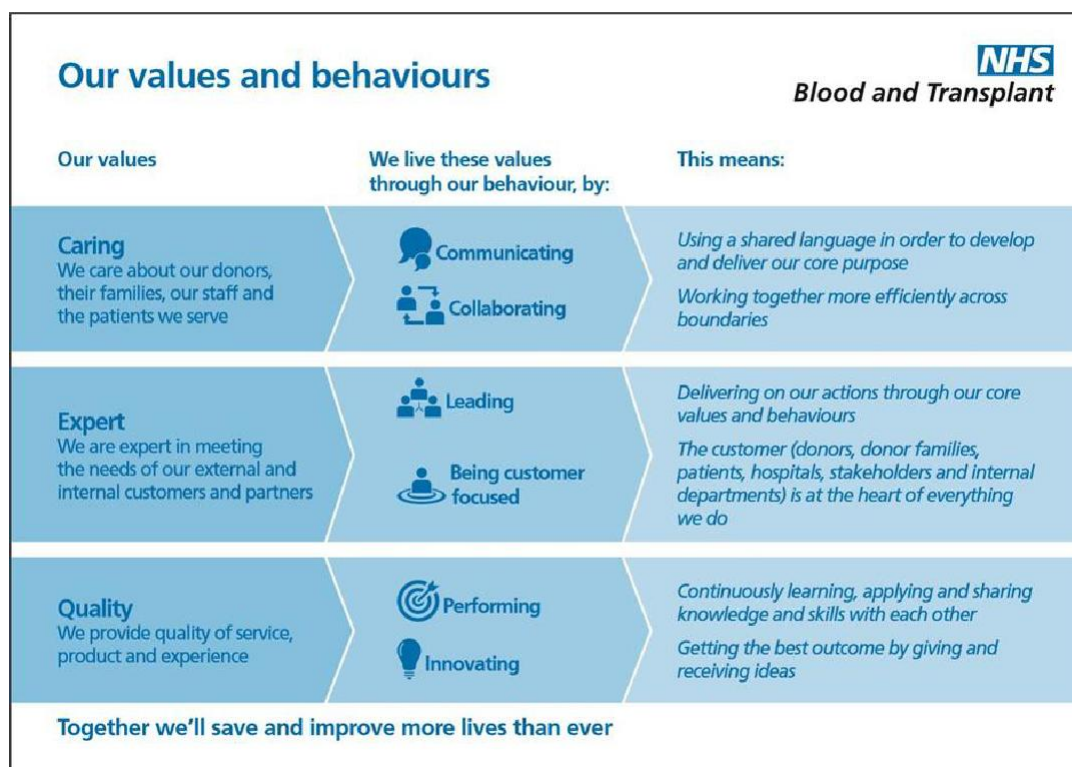 Our values and behaviours
NHS
Blood and Transplant
Our values
We live these values
through our behaviour, by:
This means:
Caring
We care about our donors,
their families, our staff and
the patients we serve
Communicating
Collaborating
Using a shared language in order to develop
and deliver our core purpose
Working together more efficiently across
boundaries
Expert
We are expert in meeting
the needs of our external and
internal customers and partners
Leading
Being customer
focused
Delivering on our actions through our core
values and behaviours
The customer (donors, donor families,
patients, hospitals, stakeholders and internal
departments) is at the heart of everything
we do
Quality
We provide quality of service,
product and experience
Performing
Innovating
Continuously learning, applying and sharing
knowledge and skills with each other
Getting the best outcome by giving and
receiving ideas
Together we'll save and improve more lives than ever